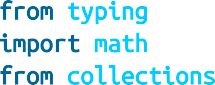 from typing
import math
from collections